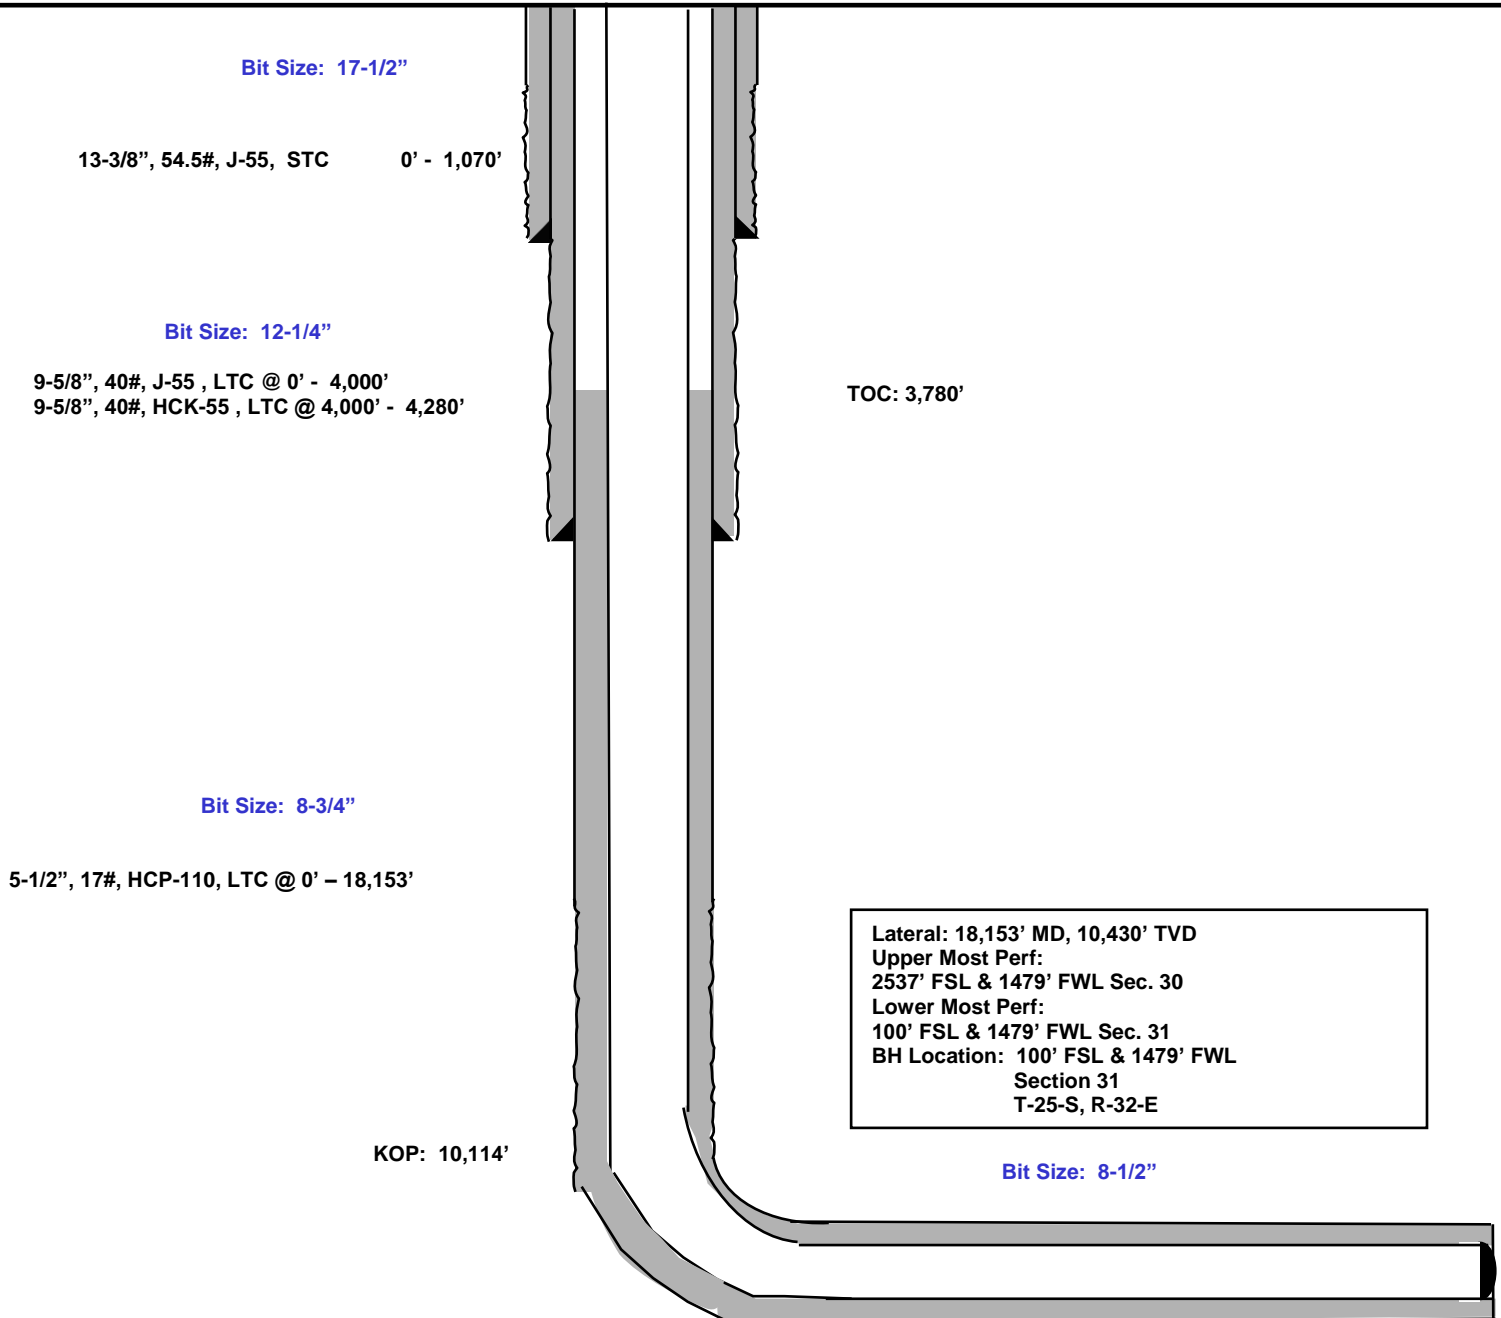 Bit Size: 17-1/2”
13-3/8”, 54.5#, J-55, STC 0’ - 1,070’
Bit Size: 12-1/4”
9-5/8”, 40#, J-55 , LTC @ 0’ - 4,000’
9-5/8”, 40#, HCK-55 , LTC @ 4,000’ - 4,280’
TOC: 3,780’
Bit Size: 8-3/4”
5-1/2”, 17#, HCP-110, LTC @ 0’ – 18,153’
Lateral: 18,153’ MD, 10,430’ TVD
Upper Most Perf:
2537’ FSL & 1479’ FWL Sec. 30
Lower Most Perf:
100’ FSL & 1479’ FWL Sec. 31
BH Location: 100’ FSL & 1479’ FWL
Section 31
T-25-S, R-32-E
KOP: 10,114’
Bit Size: 8-1/2”